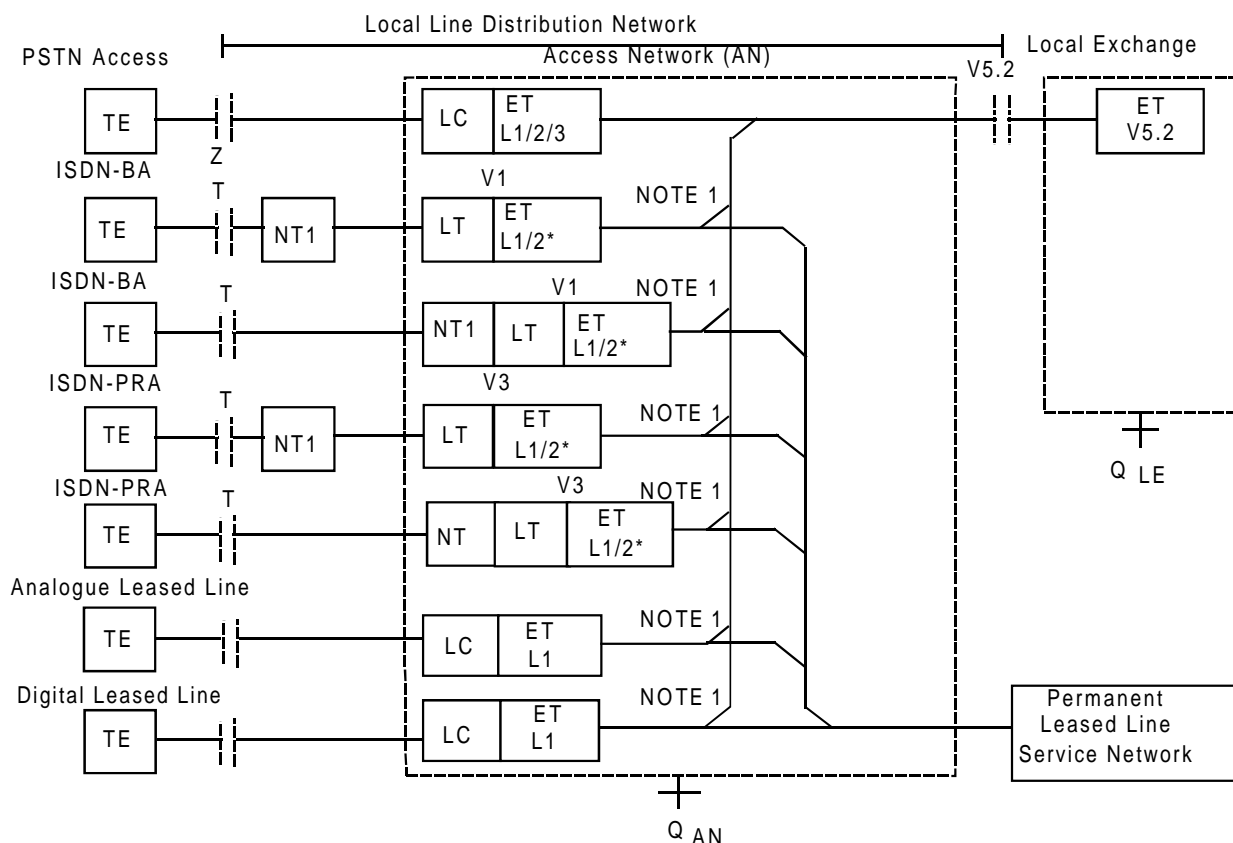 Local Line Distribution Network
PSTN Access
Access Network (AN)
V5.2
Local Exchange
TE
Z
LC
ET
L1/2/3
ET
V5.2
ISDN-BA
TE
T
NT1
V1
LT
ET
L1/2*
NOTE 1
ISDN-BA
TE
T
V1
NT1
LT
ET
L1/2*
NOTE 1
ISDN-PRA
TE
T
NT1
V3
LT
ET
L1/2*
NOTE 1
Q LE
ISDN-PRA
TE
T
V3
NT
LT
ET
L1/2*
NOTE 1
Analogue Leased Line
TE
LC
ET
L1
NOTE 1
Digital Leased Line
TE
LC
ET
L1
NOTE 1
Permanent
Leased Line
Service Network
Q AN